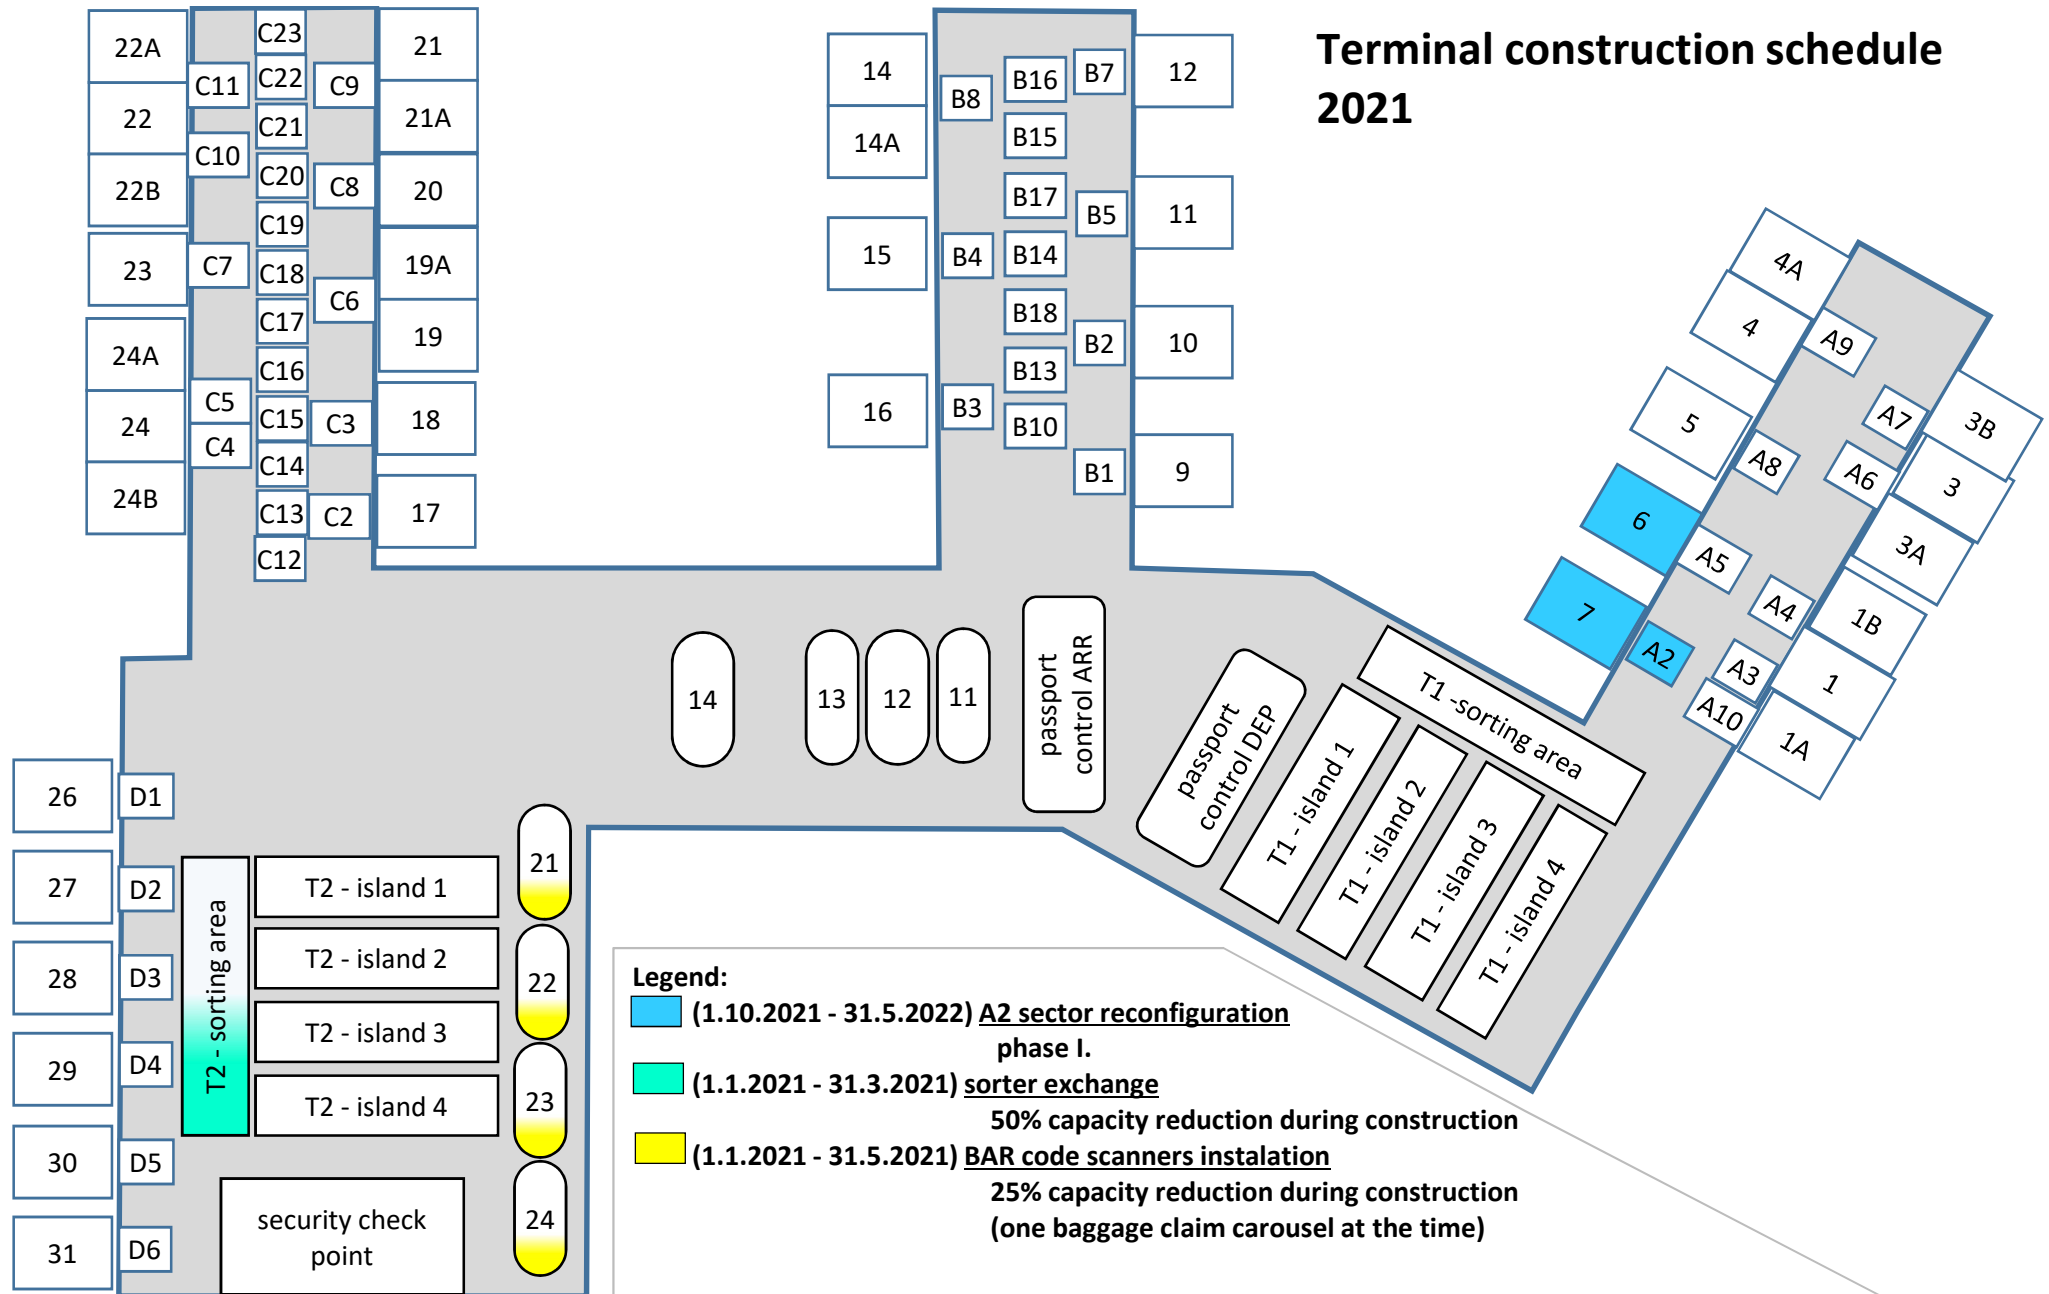 Terminal construction schedule
2021
22A
22
22B
23
24A
24
24B
C11
C10
C7
C5
C4
C23
C22
C21
C20
C19
C18
C17
C16
C15
C14
C13
C12
C9
C8
C6
C3
C2
21
21A
20
19A
19
18
17
14
14A
15
16
B8
B4
B3
B16
B15
B17
B14
B18
B13
B10
B7
B5
B2
B1
12
11
10
9
4A
4
5
6
7
A9
A8
A5
A2
A7
A6
A4
A3
A10
3B
3
3A
1B
1
1A
14
13
12
11
passport
control ARR
passport
control DEP
T1 -sorting area
T1 - island 1
T1 - island 2
T1 - island 3
T1 - island 4
26
27
28
29
30
31
D1
D2
D3
D4
D5
D6
T2 - sorting area
T2 - island 1
T2 - island 2
T2 - island 3
T2 - island 4
21
22
23
24
security check
point
Legend:
(1.10.2021 - 31.5.2022) A2 sector reconfiguration
phase I.
(1.1.2021 - 31.3.2021) sorter exchange
50% capacity reduction during construction
(1.1.2021 - 31.5.2021) BAR code scanners instalation
25% capacity reduction during construction
(one baggage claim carousel at the time)